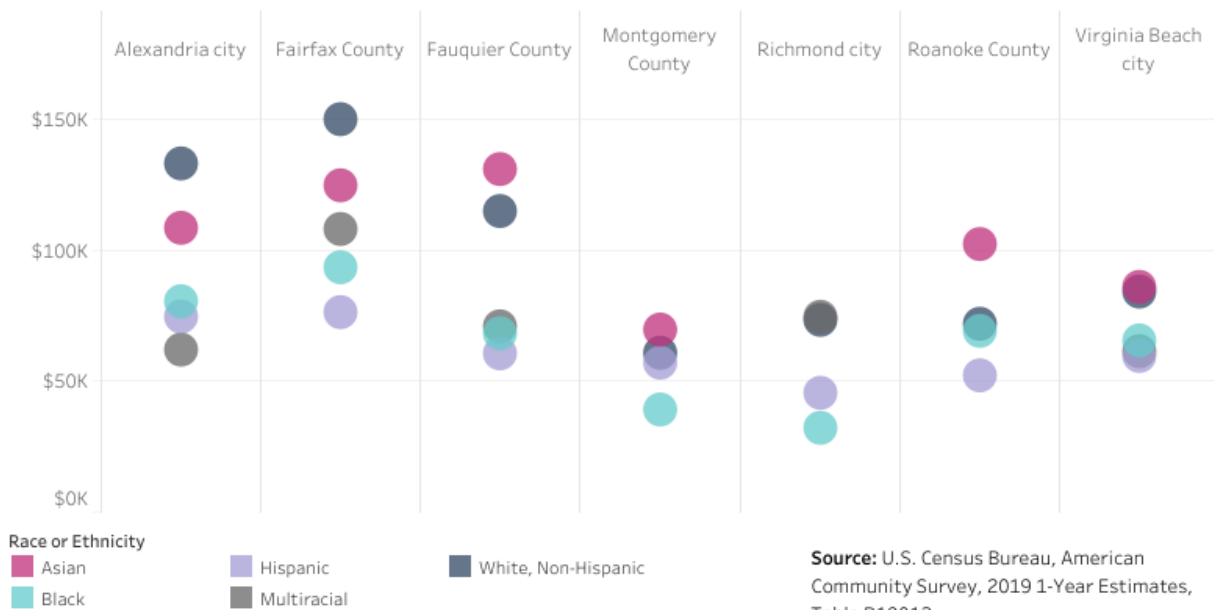 Alexandria city
Fairfax County
Fauquier County
Montgomery
County
Richmond city
Roanoke County
Virginia Beach
city
$150K
$100K
$50K
$0K
Race or Ethnicity
Asian
Hispanic
White, Non-Hispanic
Black
Multiracial
Source: U.S. Census Bureau, American
Community Survey, 2019 1-Year Estimates,